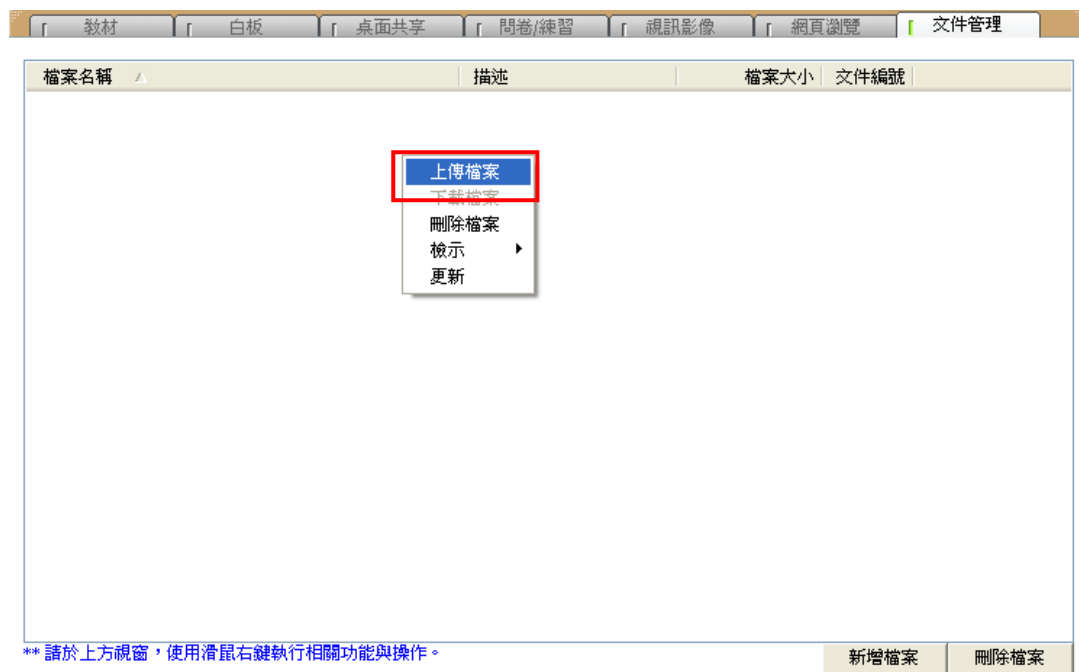 教材 白板 桌面共享 問卷/練習 視訊影像 網頁瀏覽 文件管理
檔案名稱 描述 檔案大小 文件編號
上傳檔案
下載檔案
刪除檔案
檢示
更新
** 請於上方視窗，使用滑鼠右鍵執行相關功能與操作。
新增檔案 刪除檔案